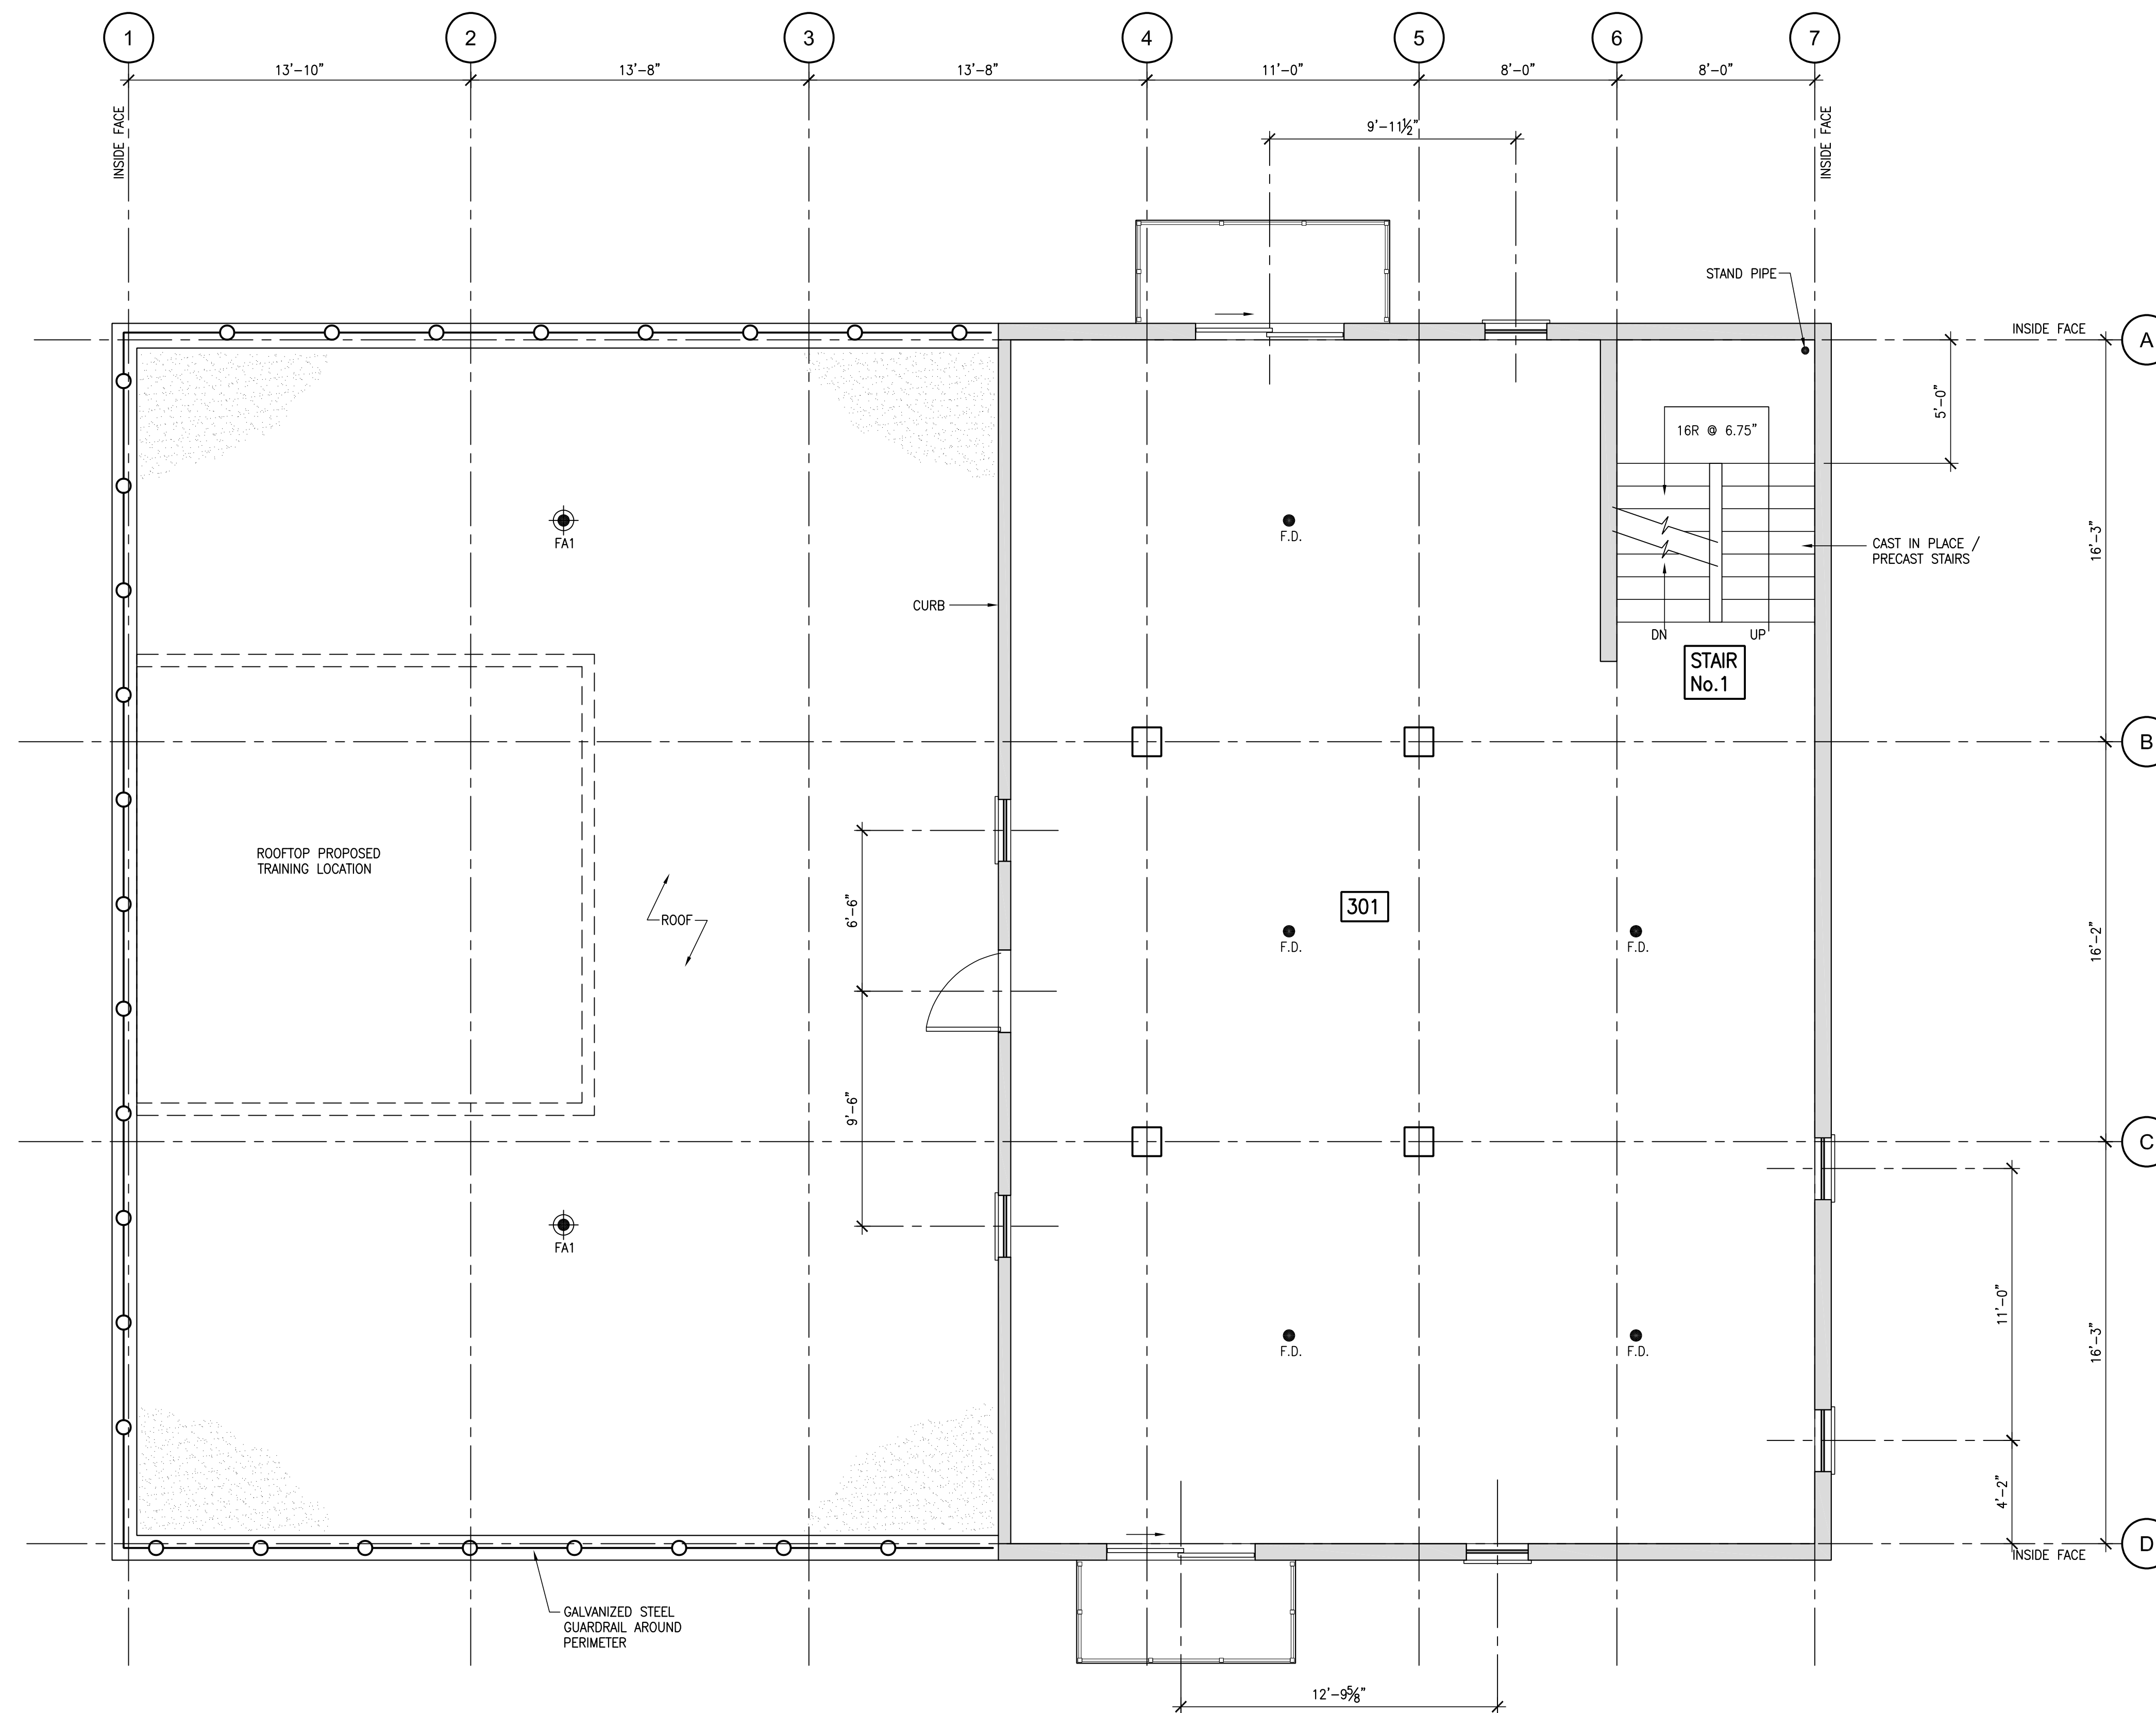 1
2
3
4
5
6
7
13'-10"
13'-8"
13'-8"
11'-0"
8'-0"
8'-0"
INSIDE FACE
INSIDE FACE
9'-11½"
STAND PIPE
INSIDE FACE
A
5'-0"
16R @ 6.75"
FA1
F.D.
CAST IN PLACE /
PRECAST STAIRS
16'-3"
CURB
DN
UP
STAIR
No.1
B
ROOFTOP PROPOSED
TRAINING LOCATION
ROOF
6'-6"
301
F.D.
F.D.
16'-2"
9'-6"
C
FA1
F.D.
F.D.
11'-0"
16'-3"
4'-2"
D
INSIDE FACE
GALVANIZED STEEL
GUARDRAIL AROUND
PERIMETER
12'-9⅝"